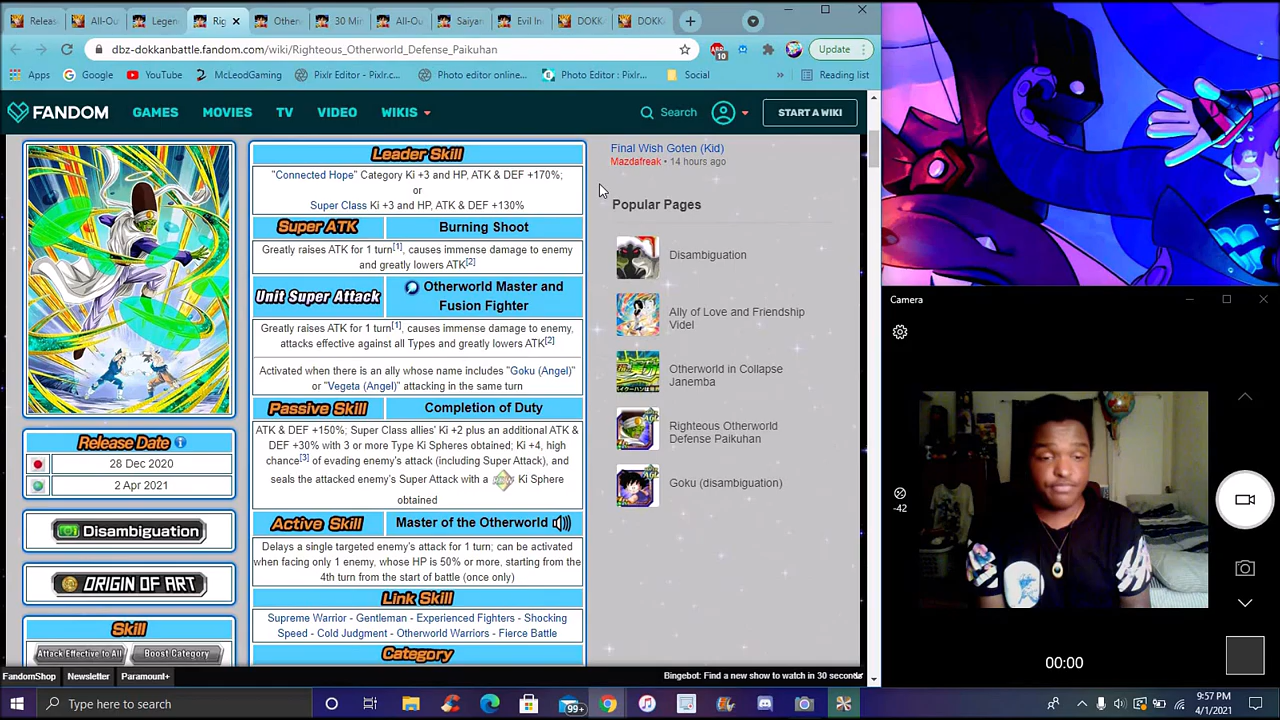 Releas
All-Ou
Legen
Rig
Other
30 Mi
All-Ou
Saiyar
Evil In
DOKK
DOKK
dbz-dokkanbattle.fandom.com/wiki/Righteous_Otherworld_Defense_Paikuhan
10
Update
Apps
Google
YouTube
McLeodGaming
Pixlr Editor - Pixlr.c...
Photo editor online...
Photo Editor : Pixlr...
Social
»
Reading list
FANDOM
GAMES
MOVIES
TV
VIDEO
WIKIS
Search
START A WIKI
Leader Skill
"Connected Hope" Category Ki +3 and HP, ATK & DEF +170%;
or
Super Class Ki +3 and HP, ATK & DEF +130%
Super ATK
Burning Shoot
Greatly raises ATK for 1 turn[1], causes immense damage to enemy
and greatly lowers ATK[2]
Unit Super Attack
Otherworld Master and
Fusion Fighter
Greatly raises ATK for 1 turn[1], causes immense damage to enemy,
attacks effective against all Types and greatly lowers ATK[2]
Activated when there is an ally whose name includes "Goku (Angel)"
or "Vegeta (Angel)" attacking in the same turn
Passive Skill
Completion of Duty
ATK & DEF +150%; Super Class allies' Ki +2 plus an additional ATK &
DEF +30% with 3 or more Type Ki Spheres obtained; Ki +4, high
chance[3] of evading enemy's attack (including Super Attack), and
seals the attacked enemy's Super Attack with a Ki Sphere
obtained
Active Skill
Master of the Otherworld
Delays a single targeted enemy's attack for 1 turn; can be activated
when facing only 1 enemy, whose HP is 50% or more, starting from the
4th turn from the start of battle (once only)
Link Skill
Supreme Warrior - Gentleman - Experienced Fighters - Shocking
Speed - Cold Judgment - Otherworld Warriors - Fierce Battle
Category
Release Date
28 Dec 2020
2 Apr 2021
Disambiguation
ORIGIN OF ART
Skill
Attack Effective to All
Boost Category
Final Wish Goten (Kid)
Mazdafreak • 14 hours ago
Popular Pages
Disambiguation
Ally of Love and Friendship
Videl
Otherworld in Collapse
Janemba
Righteous Otherworld
Defense Paikuhan
Goku (disambiguation)
FandomShop
Newsletter
Paramount+
Bingebot: Find a new show to watch in 30 seconds
Camera
-42
00:00
Type here to search
99+
9:57 PM
4/1/2021